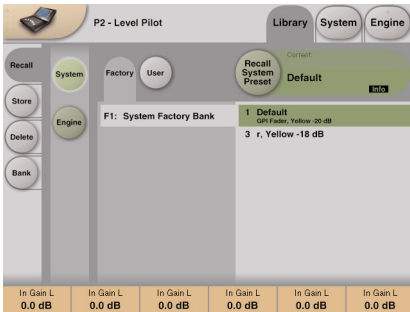 P2 - Level Pilot
Library
System
Engine
Recall
Store
Delete
Bank
System
Engine
Factory
User
Recall System Preset
Current:
Default
Info
F1: System Factory Bank
1 Default
GPI Fader, Yellow -20 dB
3 r, Yellow -18 dB
In Gain L
0.0 dB
In Gain L
0.0 dB
In Gain L
0.0 dB
In Gain L
0.0 dB
In Gain L
0.0 dB
In Gain L
0.0 dB